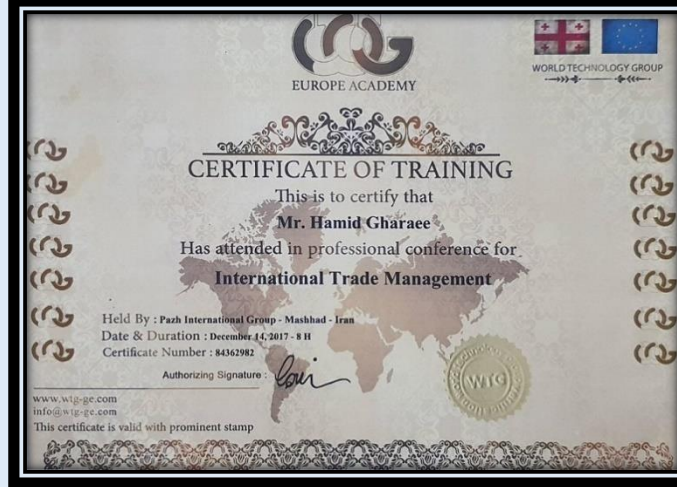 EUROPE ACADEMY
WORLD TECHNOLOGY GROUP
CERTIFICATE OF TRAINING
This is to certify that
Mr. Hamid Gharaee
Has attended in professional conference for
International Trade Management
Held By : Pazh International Group - Mashhad - Iran
Date & Duration : December 14, 2017 - 8 H
Certificate Number : 84362982
Authorizing Signature :
WTG
www.wtg-ge.com
info@wtg-ge.com
This certificate is valid with prominent stamp